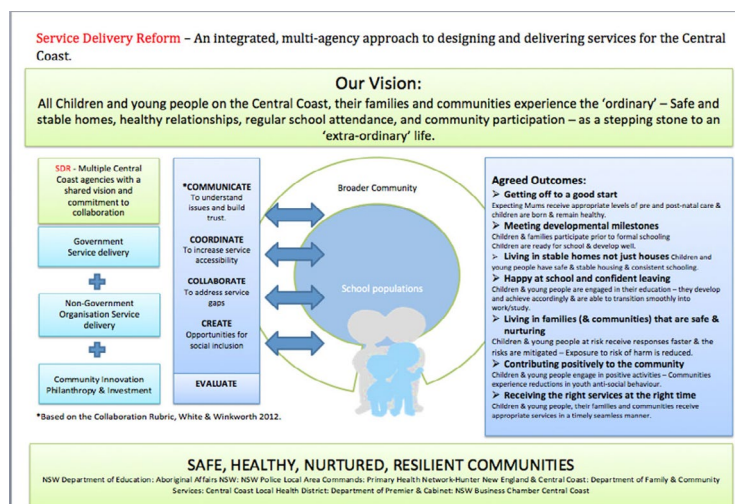 Service Delivery Reform – An integrated, multi-agency approach to designing and delivering services for the Central
Coast.
Our Vision:
All Children and young people on the Central Coast, their families and communities experience the ‘ordinary’ – Safe and
stable homes, healthy relationships, regular school attendance, and community participation – as a stepping stone to an
‘extra-ordinary’ life.
SDR - Multiple Central
Coast agencies with a
shared vision and
commitment to
collaboration
Government
Service delivery
Non-Government
Organisation Service
delivery
Community Innovation
Philanthropy & Investment
*COMMUNICATE
To understand
issues and build
trust.
COORDINATE
To increase service
accessibility
COLLABORATE
To address service
gaps
CREATE
Opportunities for
social inclusion
EVALUATE
*Based on the Collaboration Rubric, White & Winkworth 2012.
Broader Community
School populations
Agreed Outcomes:
➢ Getting off to a good start
Expecting Mums receive appropriate levels of pre and post-natal care &
children are born & remain healthy.
➢ Meeting developmental milestones
Children & families participate prior to formal schooling
Children are ready for school & develop well.
➢ Living in stable homes not just houses Children and
young people have safe & stable housing & consistent schooling.
➢ Happy at school and confident leaving
Children & young people are engaged in their education – they develop
and achieve accordingly & are able to transition smoothly into
work/study.
➢ Living in families (& communities) that are safe &
nurturing
Children & young people at risk receive responses faster & the
risks are mitigated – Exposure to risk of harm is reduced.
➢ Contributing positively to the community
Children & young people engage in positive activities – Communities
experience reductions in youth anti-social behaviour.
➢ Receiving the right services at the right time
Children & young people, their families and communities receive
appropriate services in a timely seamless manner.
SAFE, HEALTHY, NURTURED, RESILIENT COMMUNITIES
NSW Department of Education: Aboriginal Affairs NSW: NSW Police Local Area Commands: Primary Health Network-Hunter New England & Central Coast: Department of Family & Community
Services: Central Coast Local Health District: Department of Premier & Cabinet: NSW Business Chamber Central Coast